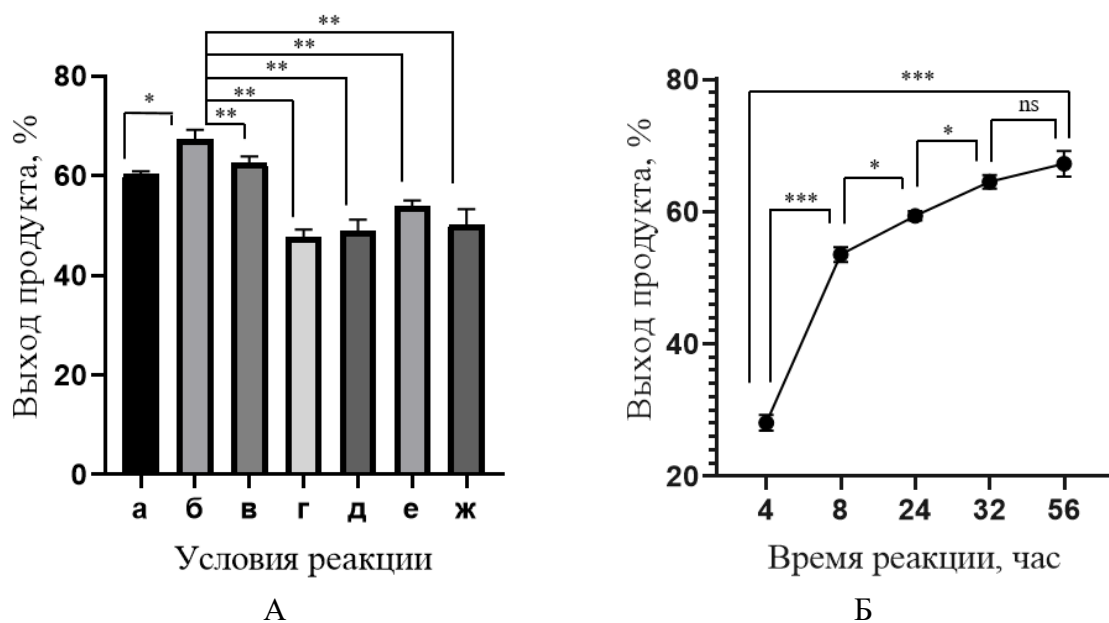 **
**
**
**
**
*
Выход продукта, %
80
60
40
20
0
а б в г д е ж
Условия реакции
А
***
ns
*
*
***
Выход продукта, %
80
60
40
20
4 8 24 32 56
Время реакции, час
Б